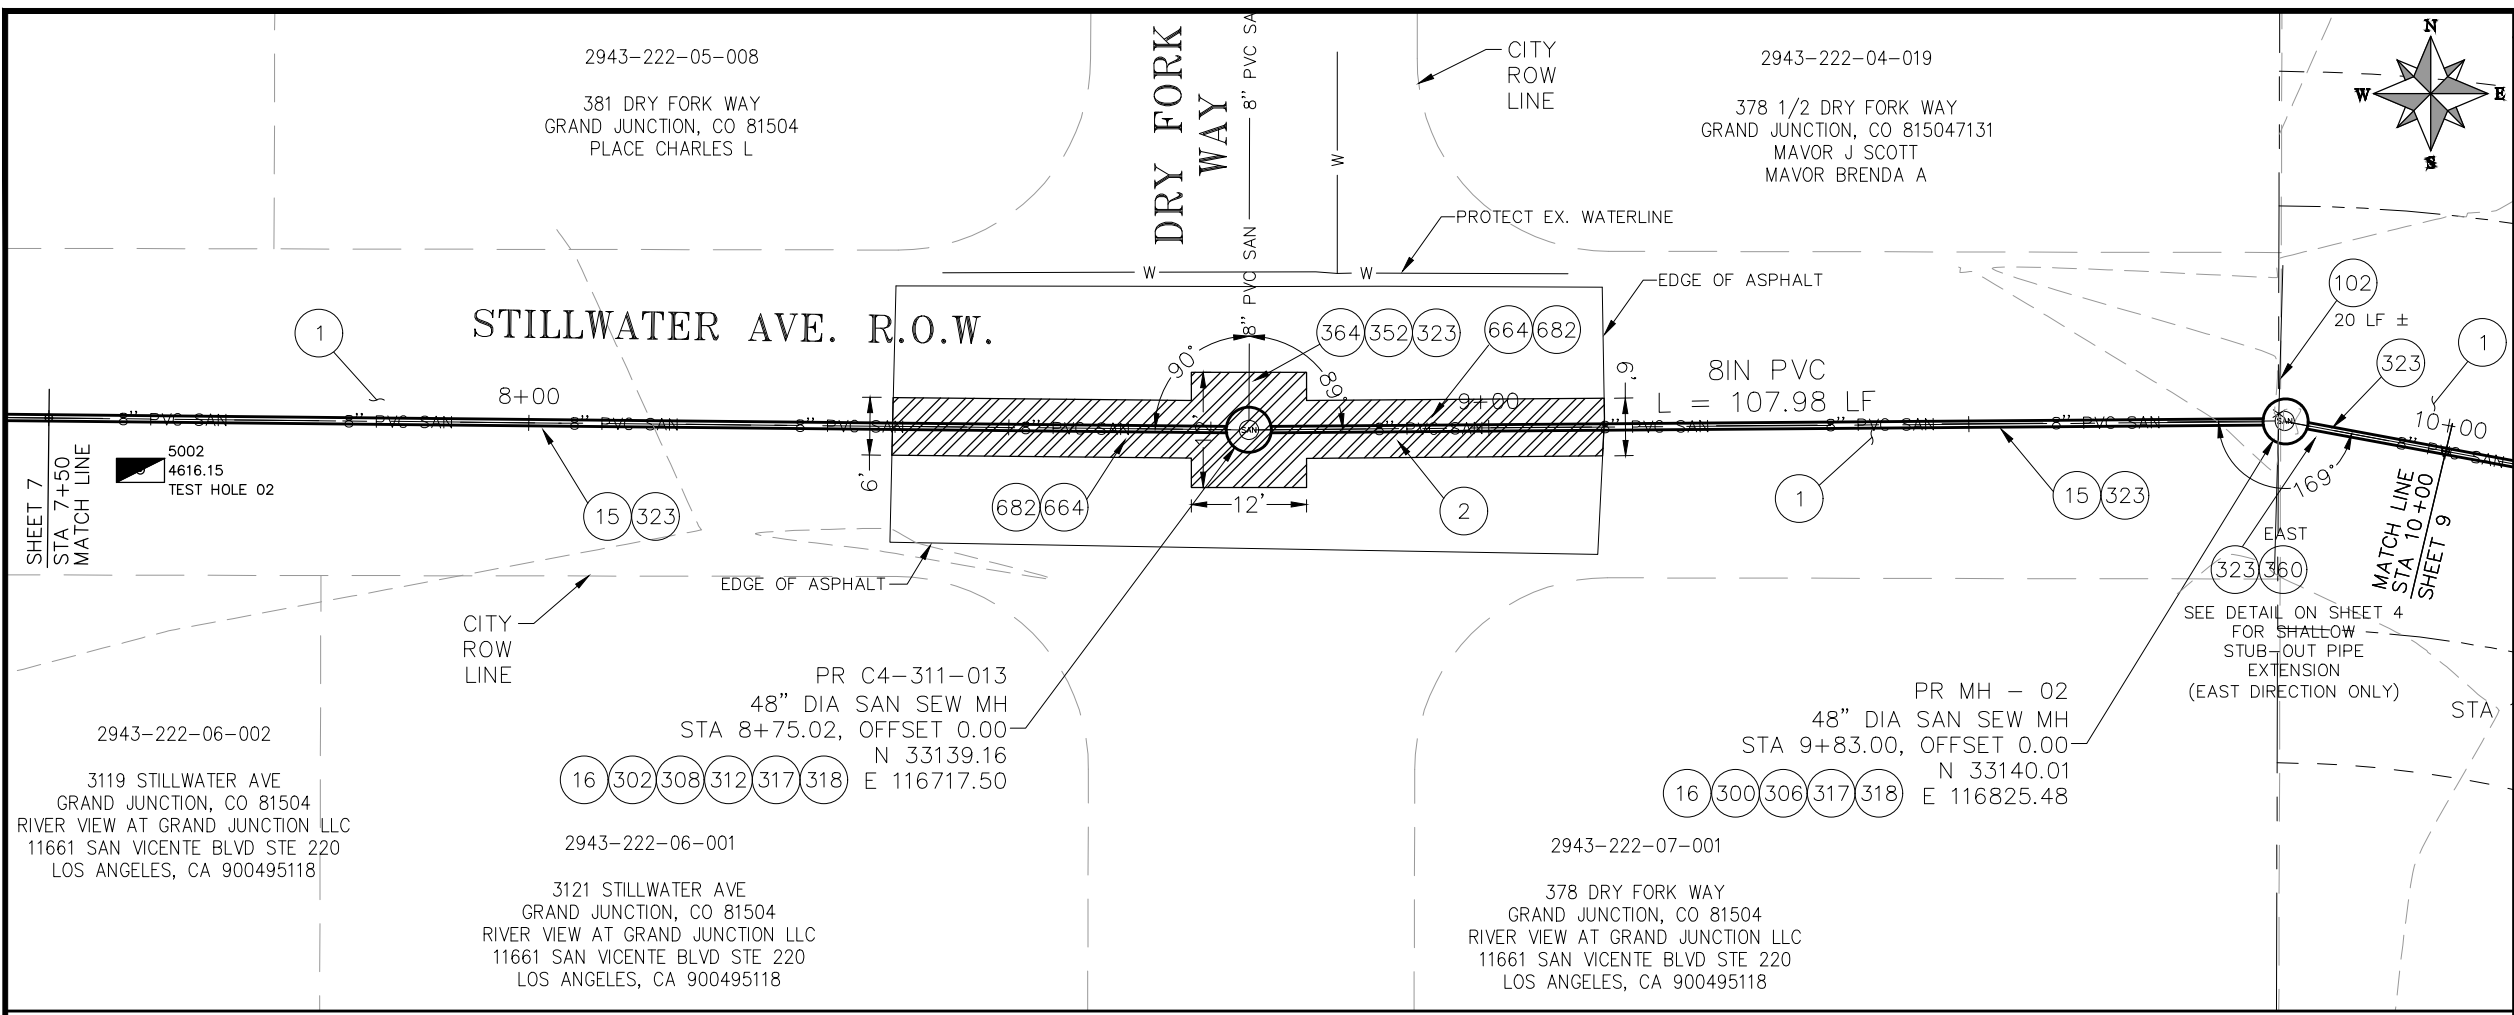 2943-222-05-008
381 DRY FORK WAY
GRAND JUNCTION, CO 81504
PLACE CHARLES L
DRY FORK
WAY
8" PVC SAN
8" PVC SAN
8" PVC SAN
W
CITY
ROW
LINE
2943-222-04-019
378 1/2 DRY FORK WAY
GRAND JUNCTION, CO 815047131
MAVOR J SCOTT
MAVOR BRENDA A
N
W
E
S
PROTECT EX. WATERLINE
W
W
EDGE OF ASPHALT
STILLWATER AVE. R.O.W.
1
364
352
323
664
682
90°
89°
6'
8IN PVC
L = 107.98 LF
102
20 LF ±
323
1
8+00
9+00
10+00
8" PVC SAN
8" PVC SAN
8" PVC SAN
8" PVC SAN
8" PVC SAN
8" PVC SAN
8" PVC SAN
8" PVC SAN
8" PVC SAN
8" PVC SAN
SAN
SAN
SHEET 7
STA 7+50
MATCH LINE
5002
4616.15
TEST HOLE 02
15
323
6'
12'
12'
682
664
2
1
15
323
169°
EAST
323
360
MATCH LINE
STA 10+00
SHEET 9
SEE DETAIL ON SHEET 4
FOR SHALLOW
STUB-OUT PIPE
EXTENSION
(EAST DIRECTION ONLY)
STA
EDGE OF ASPHALT
CITY
ROW
LINE
PR C4-311-013
48" DIA SAN SEW MH
STA 8+75.02, OFFSET 0.00
N 33139.16
16
302
308
312
317
318
E 116717.50
PR MH - 02
48" DIA SAN SEW MH
STA 9+83.00, OFFSET 0.00
N 33140.01
16
300
306
317
318
E 116825.48
2943-222-06-002
3119 STILLWATER AVE
GRAND JUNCTION, CO 81504
RIVER VIEW AT GRAND JUNCTION LLC
11661 SAN VICENTE BLVD STE 220
LOS ANGELES, CA 900495118
2943-222-06-001
3121 STILLWATER AVE
GRAND JUNCTION, CO 81504
RIVER VIEW AT GRAND JUNCTION LLC
11661 SAN VICENTE BLVD STE 220
LOS ANGELES, CA 900495118
2943-222-07-001
378 DRY FORK WAY
GRAND JUNCTION, CO 81504
RIVER VIEW AT GRAND JUNCTION LLC
11661 SAN VICENTE BLVD STE 220
LOS ANGELES, CA 900495118